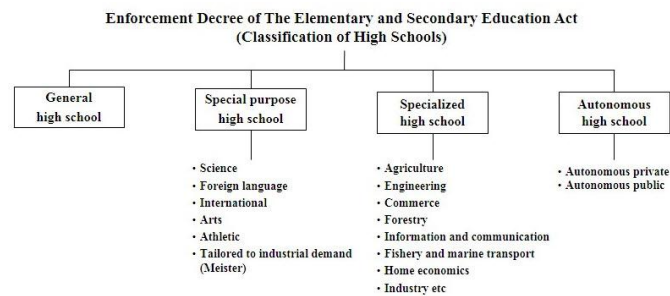 Enforcement Decree of The Elementary and Secondary Education Act
(Classification of High Schools)
General
high school
Special purpose
high school
Specialized
high school
Autonomous
high school
・Science
・Foreign language
・International
・Arts
・Athletic
・Tailored to industrial demand
(Meister)
・Agriculture
・Engineering
・Commerce
・Forestry
・Information and communication
・Fishery and marine transport
・Home economics
・Industry etc
・Autonomous private
・Autonomous public